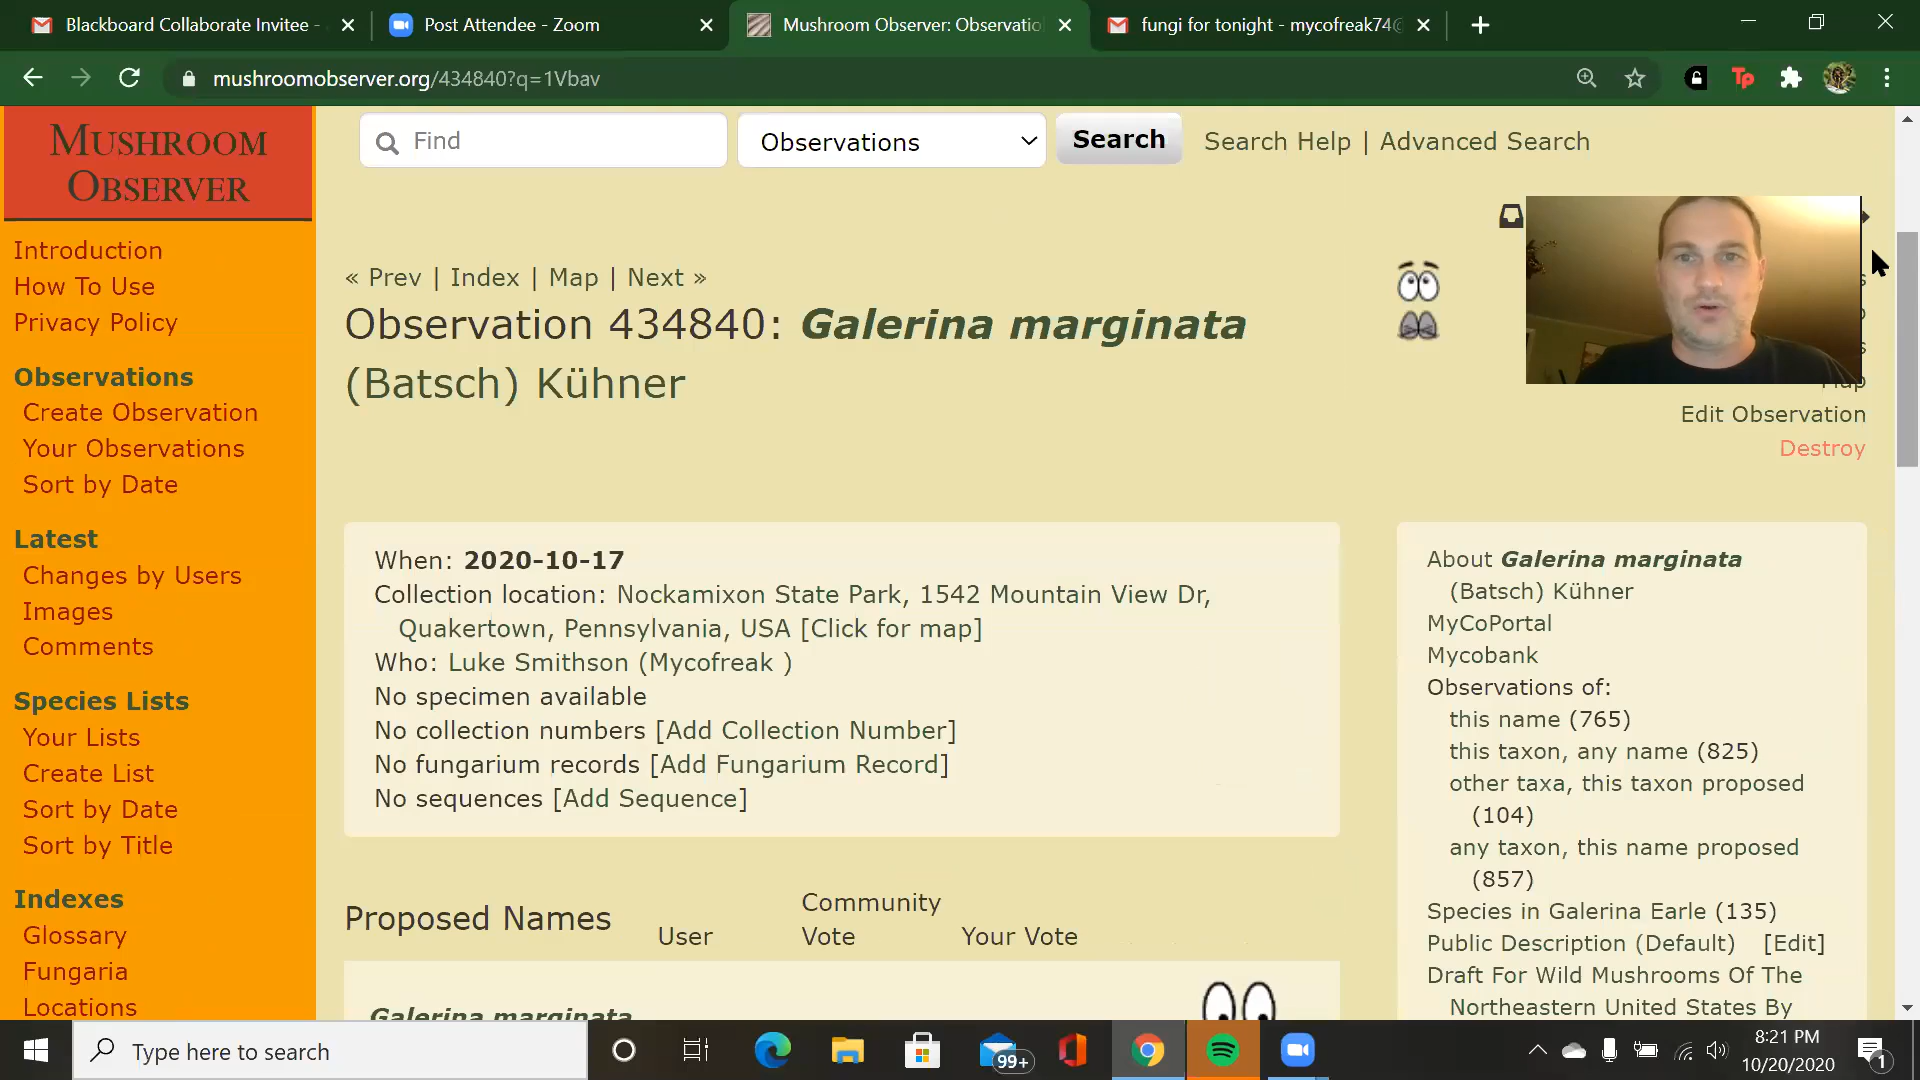 Blackboard Collaborate Invitee -
Post Attendee - Zoom
Mushroom Observer: Observatio
fungi for tonight - mycofreak74@
mushroomobserver.org/434840?q=1Vbav
MUSHROOM
OBSERVER
Find
Observations
Search
Search Help | Advanced Search
Introduction
How To Use
Privacy Policy
Observations
Create Observation
Your Observations
Sort by Date
Latest
Changes by Users
Images
Comments
Species Lists
Your Lists
Create List
Sort by Date
Sort by Title
Indexes
Glossary
Fungaria
Locations
« Prev | Index | Map | Next »
Observation 434840: Galerina marginata
(Batsch) Kühner
Map
Edit Observation
Destroy
When: 2020-10-17
Collection location: Nockamixon State Park, 1542 Mountain View Dr,
Quakertown, Pennsylvania, USA [Click for map]
Who: Luke Smithson (Mycofreak )
No specimen available
No collection numbers [Add Collection Number]
No fungarium records [Add Fungarium Record]
No sequences [Add Sequence]
Proposed Names
User
Community
Vote
Your Vote
Galerina marginata
About Galerina marginata
(Batsch) Kühner
MyCoPortal
Mycobank
Observations of:
this name (765)
this taxon, any name (825)
other taxa, this taxon proposed
(104)
any taxon, this name proposed
(857)
Species in Galerina Earle (135)
Public Description (Default) [Edit]
Draft For Wild Mushrooms Of The
Northeastern United States By
Type here to search
99+
8:21 PM
10/20/2020
1